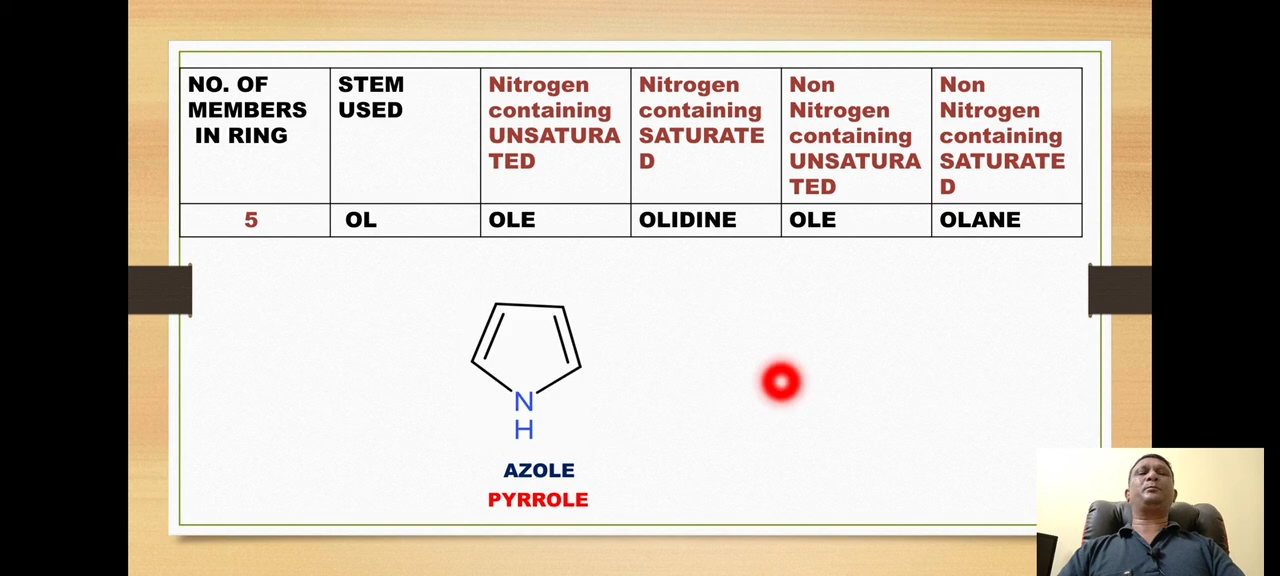 NO. OF
MEMBERS
IN RING
STEM
USED
Nitrogen
containing
UNSATURA
TED
Nitrogen
containing
SATURATE
D
Non
Nitrogen
containing
UNSATURA
TED
Non
Nitrogen
containing
SATURATE
D
5
OL
OLE
OLIDINE
OLE
OLANE
N
H
AZOLE
PYRROLE